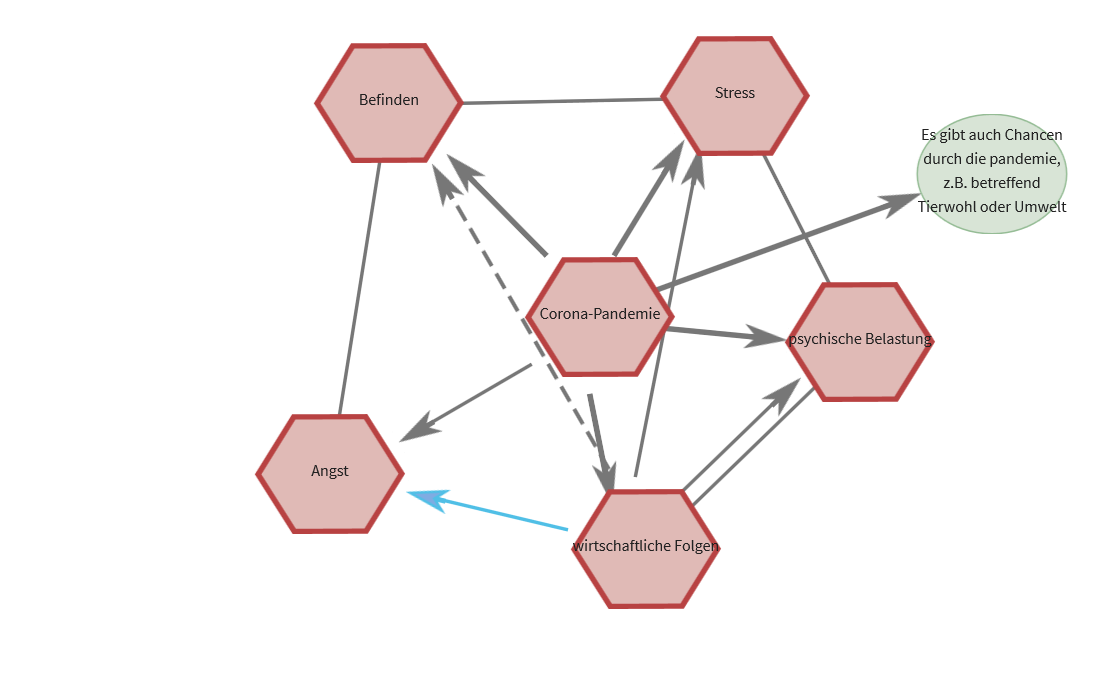 Befinden
Stress
Es gibt auch Chancen
durch die pandemie,
z.B. betreffend
Tierwohl oder Umwelt
Corona-Pandemie
psychische Belastung
Angst
wirtschaftliche Folgen